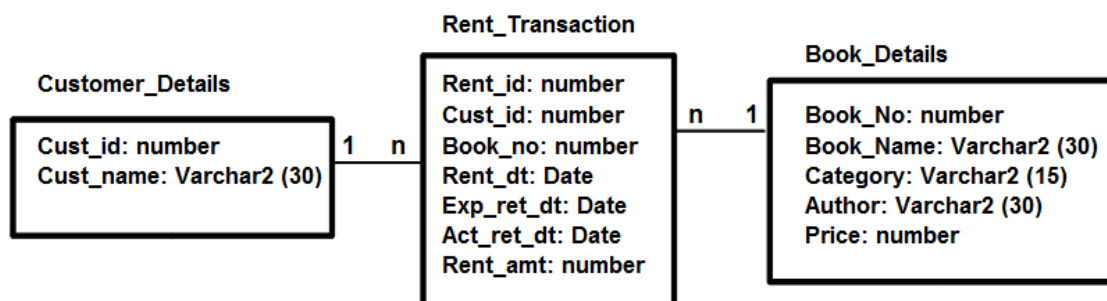 Rent_Transaction
Customer_Details
Book_Details
Cust_id: number
Cust_name: Varchar2 (30)
1 n
Rent_id: number
Cust_id: number
Book_no: number
Rent_dt: Date
Exp_ret_dt: Date
Act_ret_dt: Date
Rent_amt: number
n 1
Book_No: number
Book_Name: Varchar2 (30)
Category: Varchar2 (15)
Author: Varchar2 (30)
Price: number